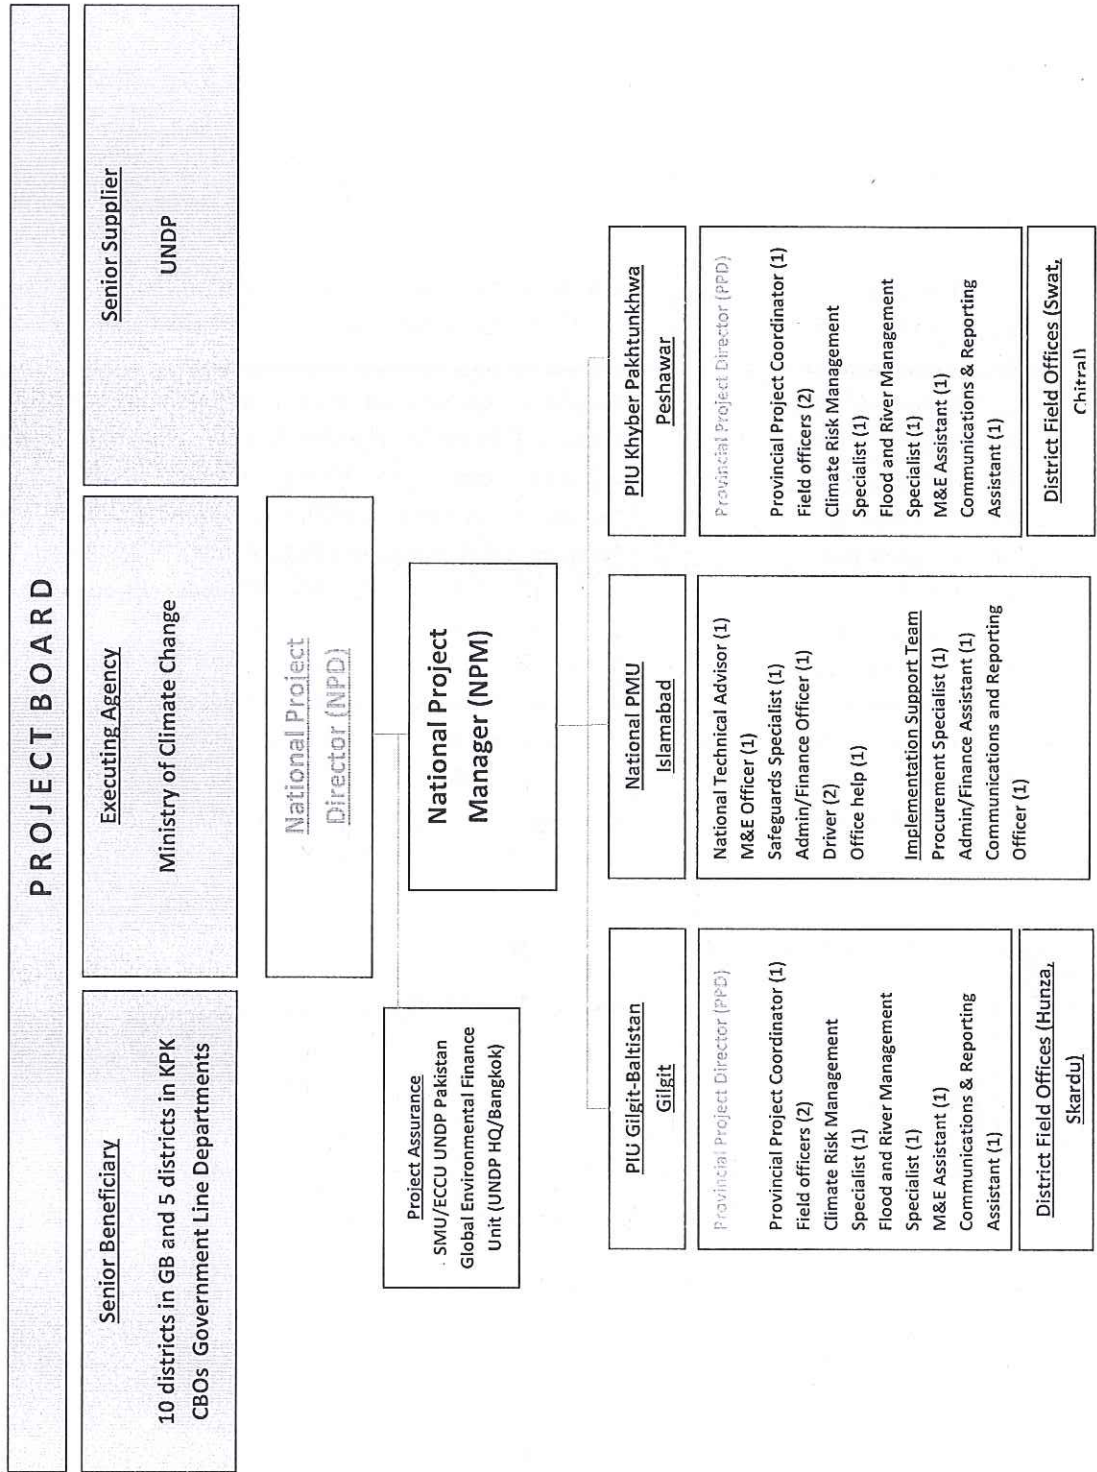 PROJECT BOARD
Senior Beneficiary
10 districts in GB and 5 districts in KPK
CBOs Government Line Departments
Executing Agency
Ministry of Climate Change
Senior Supplier
UNDP
National Project
Director (NPD)
Project Assurance
SMU/ECCU UNDP Pakistan
Global Environmental Finance
Unit (UNDP HQ/Bangkok)
National Project
Manager (NPM)
PIU Gilgit-Baltistan
Gilgit
Provincial Project Director (PPD)
Provincial Project Coordinator (1)
Field officers (2)
Climate Risk Management
Specialist (1)
Flood and River Management
Specialist (1)
M&E Assistant (1)
Communications & Reporting
Assistant (1)
District Field Offices (Hunza,
Skardu)
National PMU
Islamabad
National Technical Advisor (1)
M&E Officer (1)
Safeguards Specialist (1)
Admin/Finance Officer (1)
Driver (2)
Office help (1)
Implementation Support Team
Procurement Specialist (1)
Admin/Finance Assistant (1)
Communications and Reporting
Officer (1)
PIU Khyber Pakhtunkhwa
Peshawar
Provincial Project Director (PPD)
Provincial Project Coordinator (1)
Field officers (2)
Climate Risk Management
Specialist (1)
Flood and River Management
Specialist (1)
M&E Assistant (1)
Communications & Reporting
Assistant (1)
District Field Offices (Swat,
Chitral)